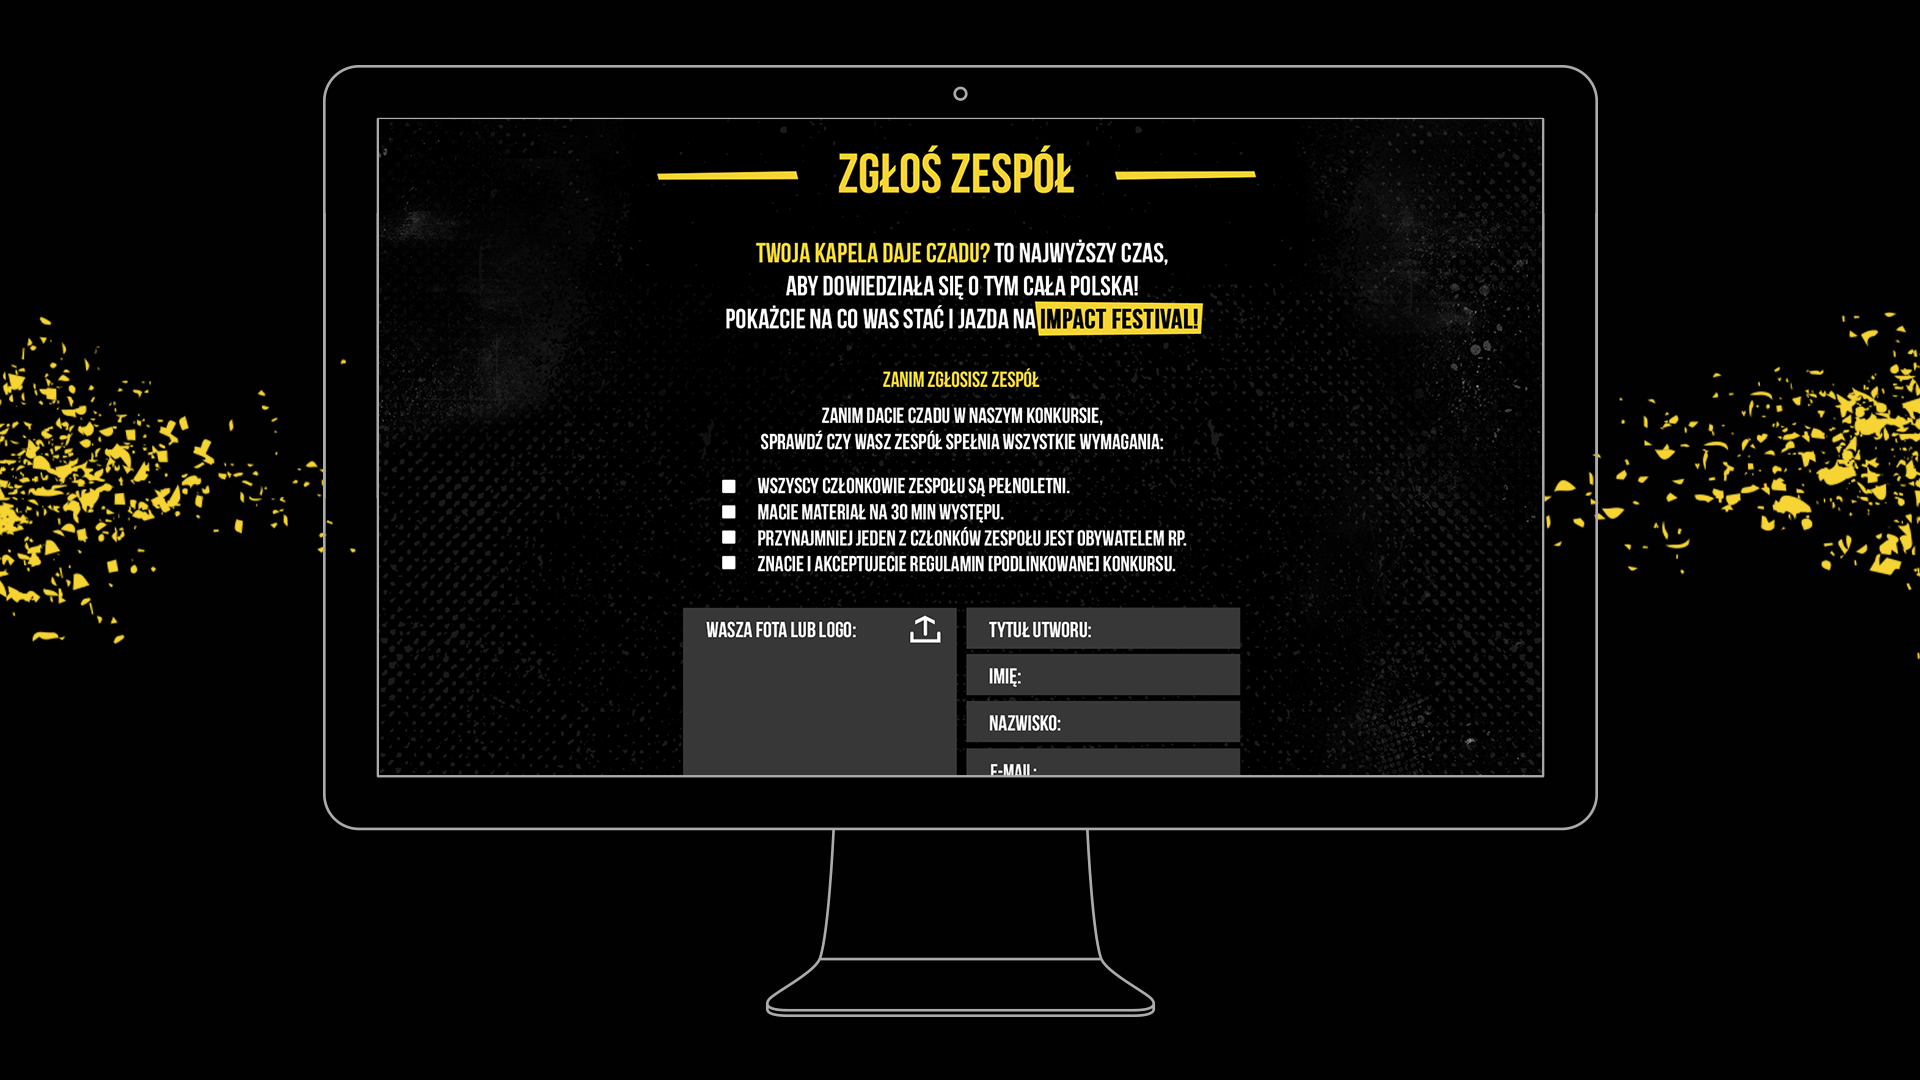 ZGŁOŚ ZESPÓŁ
TWOJA KAPELA DAJE CZADU? TO NAJWYŻSZY CZAS,
ABY DOWIEDZIAŁA SIĘ O TYM CAŁA POLSKA!
POKAŻCIE NA CO WAS STAĆ I JAZDA NA IMPACT FESTIVAL!
ZANIM ZGŁOSISZ ZESPÓŁ
ZANIM DACIE CZADU W NASZYM KONKURSIE,
SPRAWDŹ CZY WASZ ZESPÓŁ SPEŁNIA WSZYSTKIE WYMAGANIA:
WSZYSCY CZŁONKOWIE ZESPOŁU SĄ PEŁNOLETNI.
MACIE MATERIAŁ NA 30 MIN WYSTĘPU.
PRZYNAJMNIEJ JEDEN Z CZŁONKÓW ZESPOŁU JEST OBYWATELEM RP.
ZNACIE I AKCEPTUJECIE REGULAMIN [PODLINKOWANE] KONKURSU.
WASZA FOTA LUB LOGO:
TYTUŁ UTWORU:
IMIĘ:
NAZWISKO:
E-MAIL: